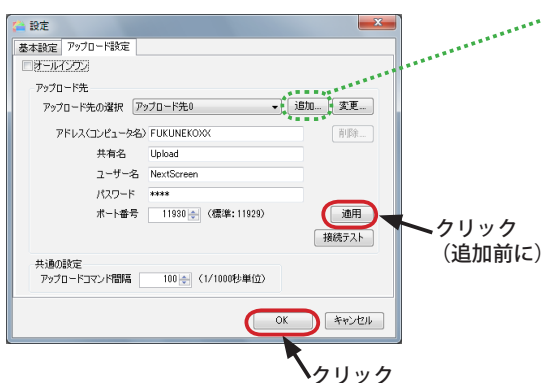 設定
基本設定 アップロード設定
オールインワン
アップロード先
アップロード先の選択 アップロード先0 追加... 変更...
アドレス(コンピュータ名) FUKUNEKOXX 削除...
共有名 Upload
ユーザー名 NextScreen
パスワード ****
ポート番号 11930 (標準:11929) 適用
接続テスト
クリック
(追加前に)
共通の設定
アップロードコマンド間隔 100 (1/1000秒単位)
OK キャンセル
クリック